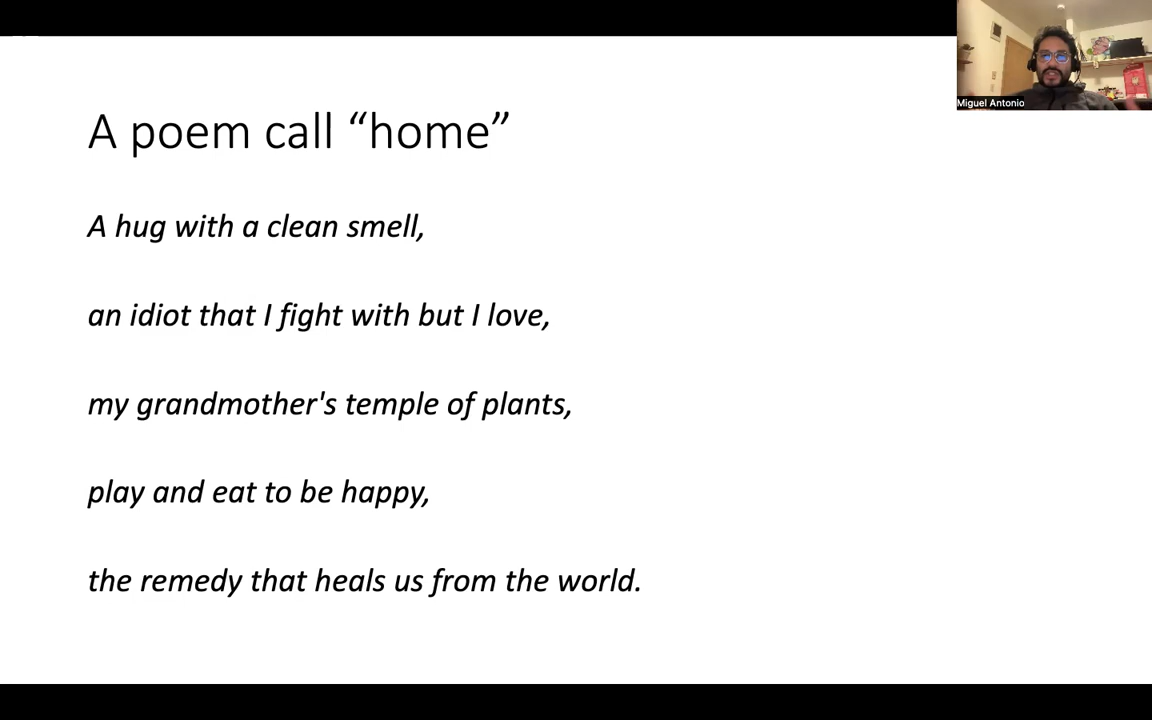 A poem call “home”
Miguel Antonio
A hug with a clean smell,
an idiot that I fight with but I love,
my grandmother's temple of plants,
play and eat to be happy,
the remedy that heals us from the world.